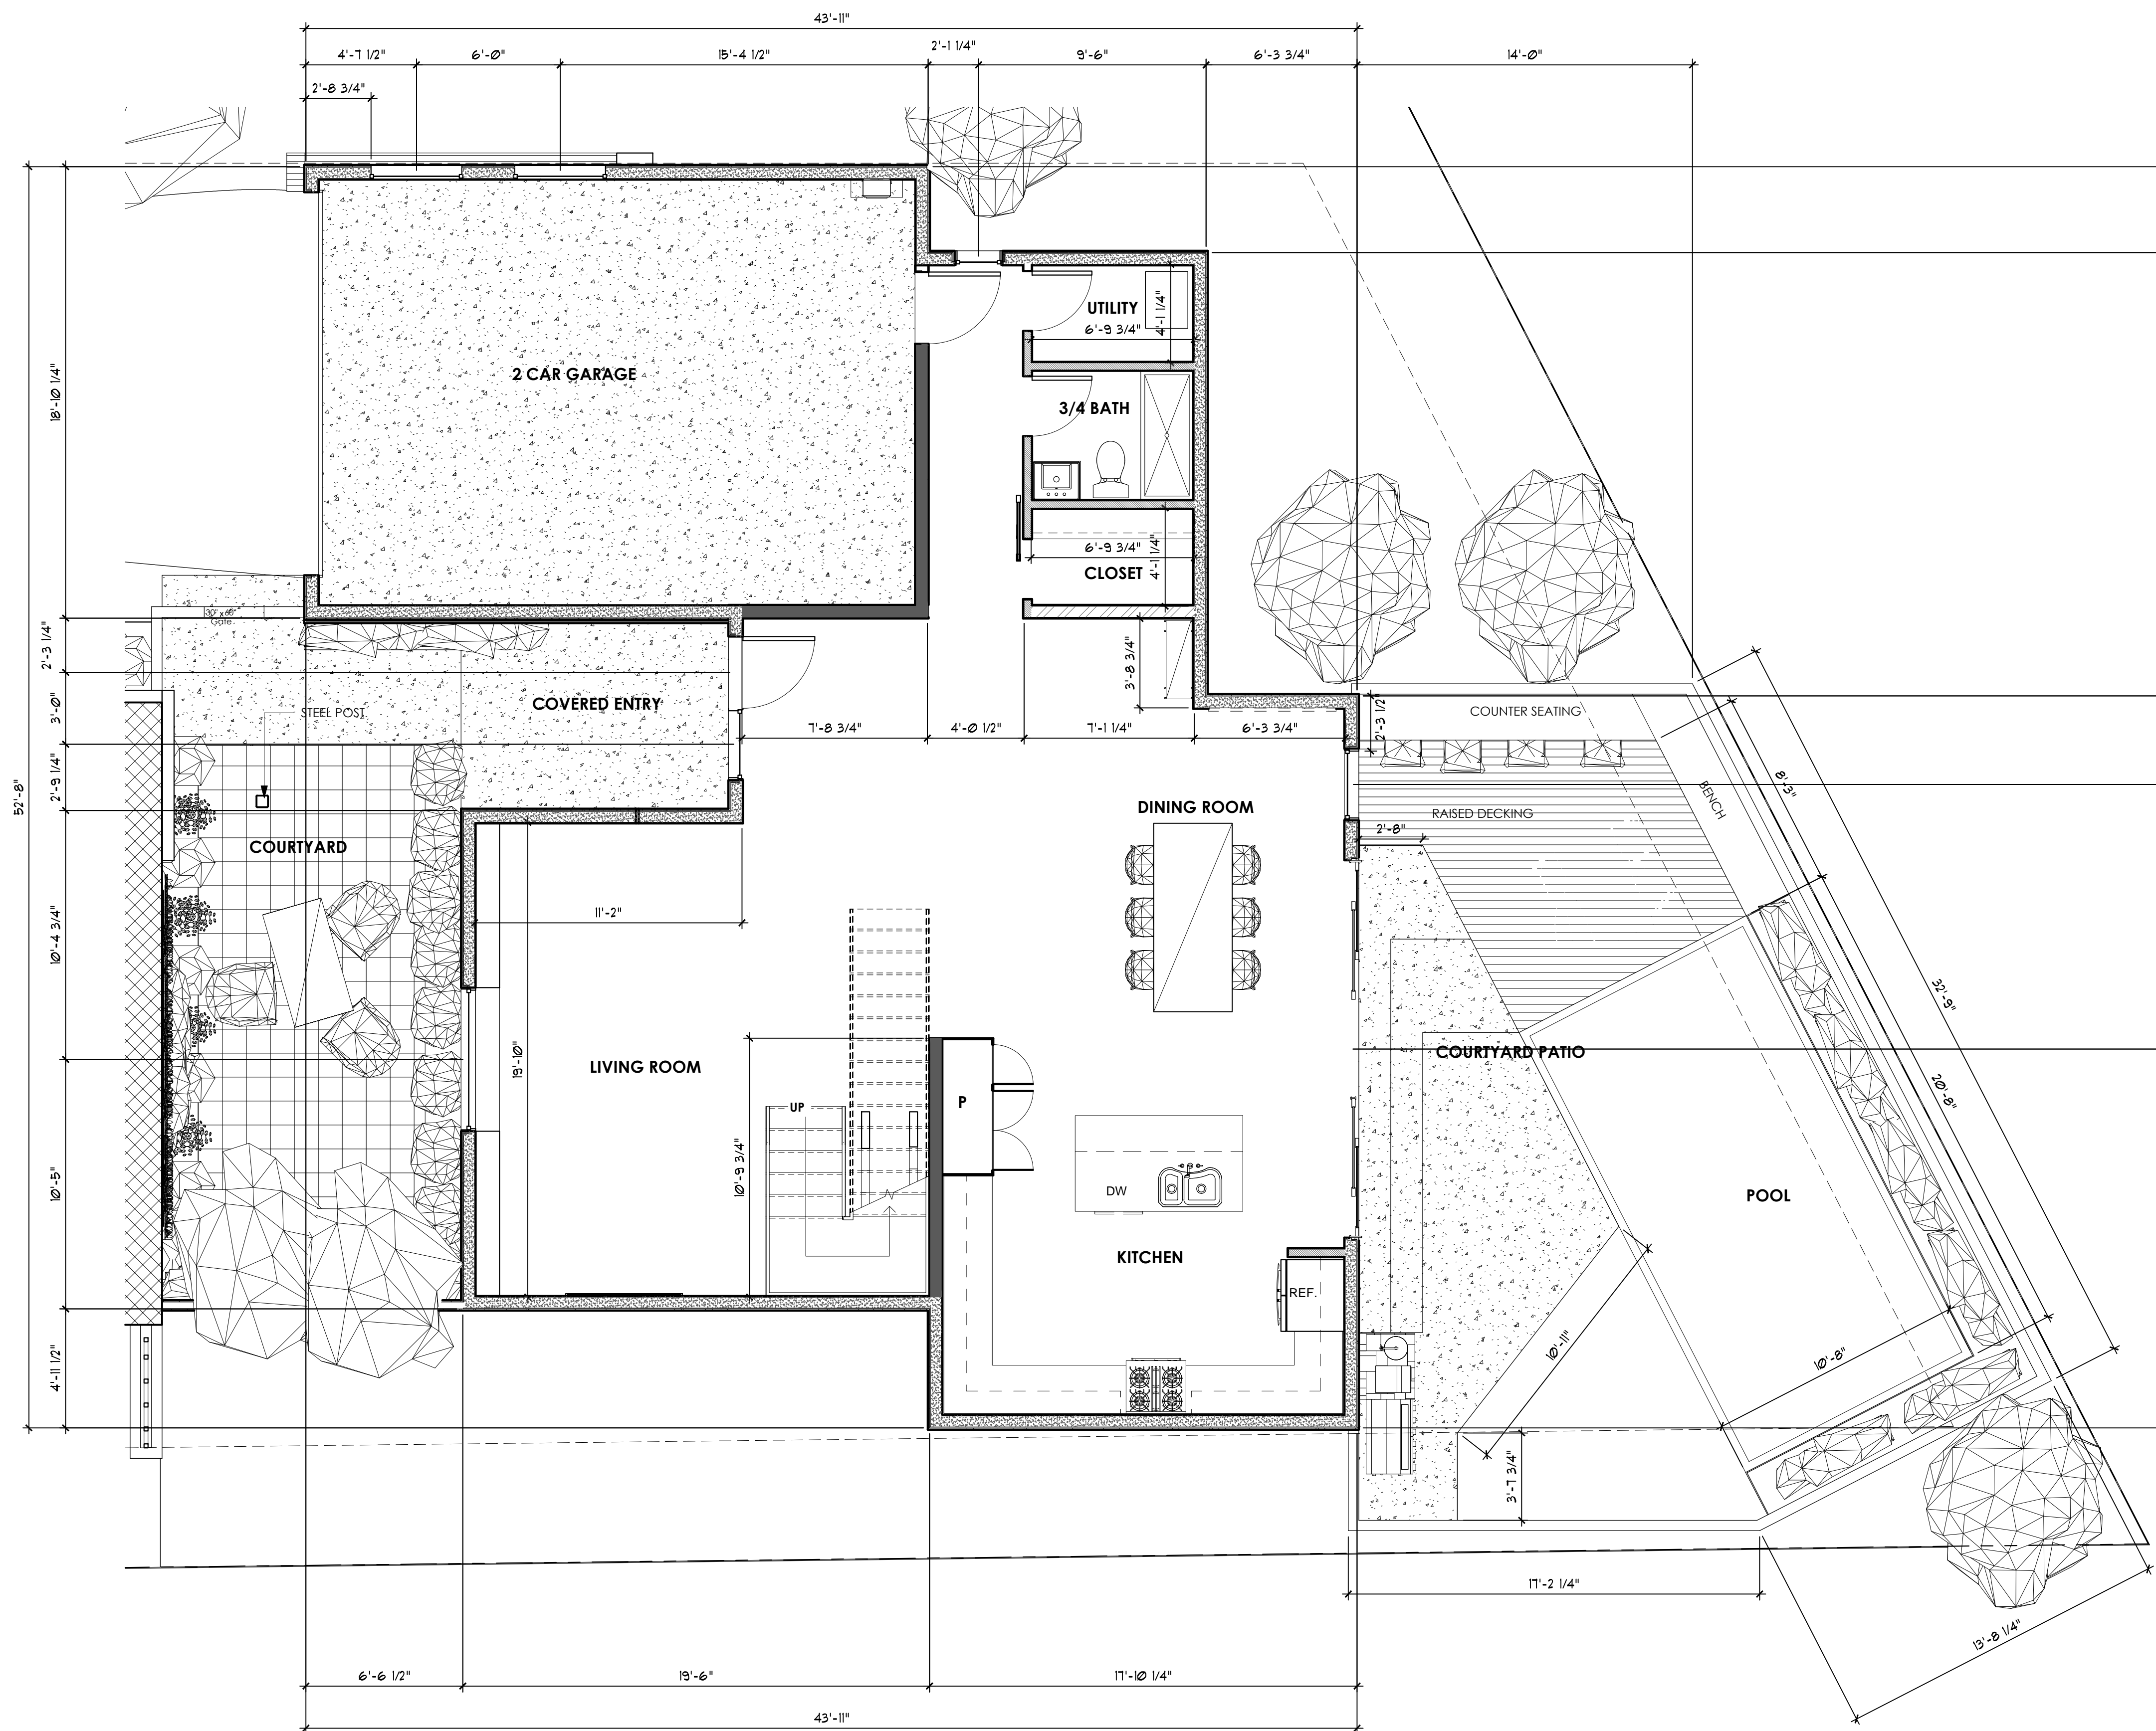 43'-11"
4'-7 1/2"
6'-0"
15'-4 1/2"
2'-1 1/4"
9'-6"
6'-3 3/4"
14'-0"
2'-8 3/4"
18'-10 1/4"
UTILITY
6'-9 3/4"
4'-1 1/4"
2 CAR GARAGE
3/4 BATH
6'-9 3/4"
4'-1 1/4"
CLOSET
30" x 60"
Gate
2'-3 1/4"
3'-8 3/4"
3'-0"
COVERED ENTRY
STEEL POST
7'-8 3/4"
4'-0 1/2"
7'-1 1/4"
6'-3 3/4"
2'-3 1/2"
COUNTER SEATING
52'-8"
2'-9 1/4"
8'-3"
BENCH
DINING ROOM
RAISED DECKING
2'-8"
COURTYARD
11'-2"
10'-4 3/4"
32'-9"
19'-10"
LIVING ROOM
COURTYARD PATIO
20'-8"
UP
P
10'-9 3/4"
10'-5"
DW
POOL
KITCHEN
REF.
10'-11"
10'-8"
4'-11 1/2"
3'-7 3/4"
17'-2 1/4"
13'-8 1/4"
6'-6 1/2"
19'-6"
17'-10 1/4"
43'-11"